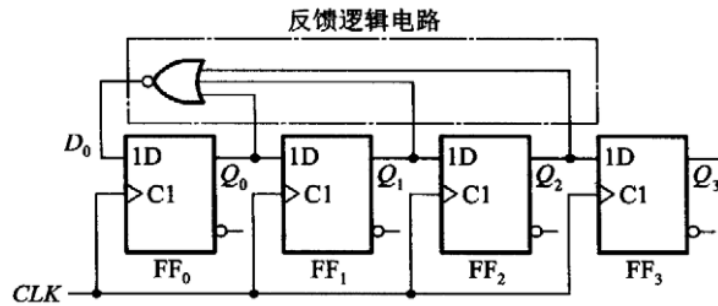 反馈逻辑电路
D₀ 1D Q₀ 1D Q₁ 1D Q₂ 1D Q₃
C1 C1 C1 C1
FF₀ FF₁ FF₂ FF₃
CLK